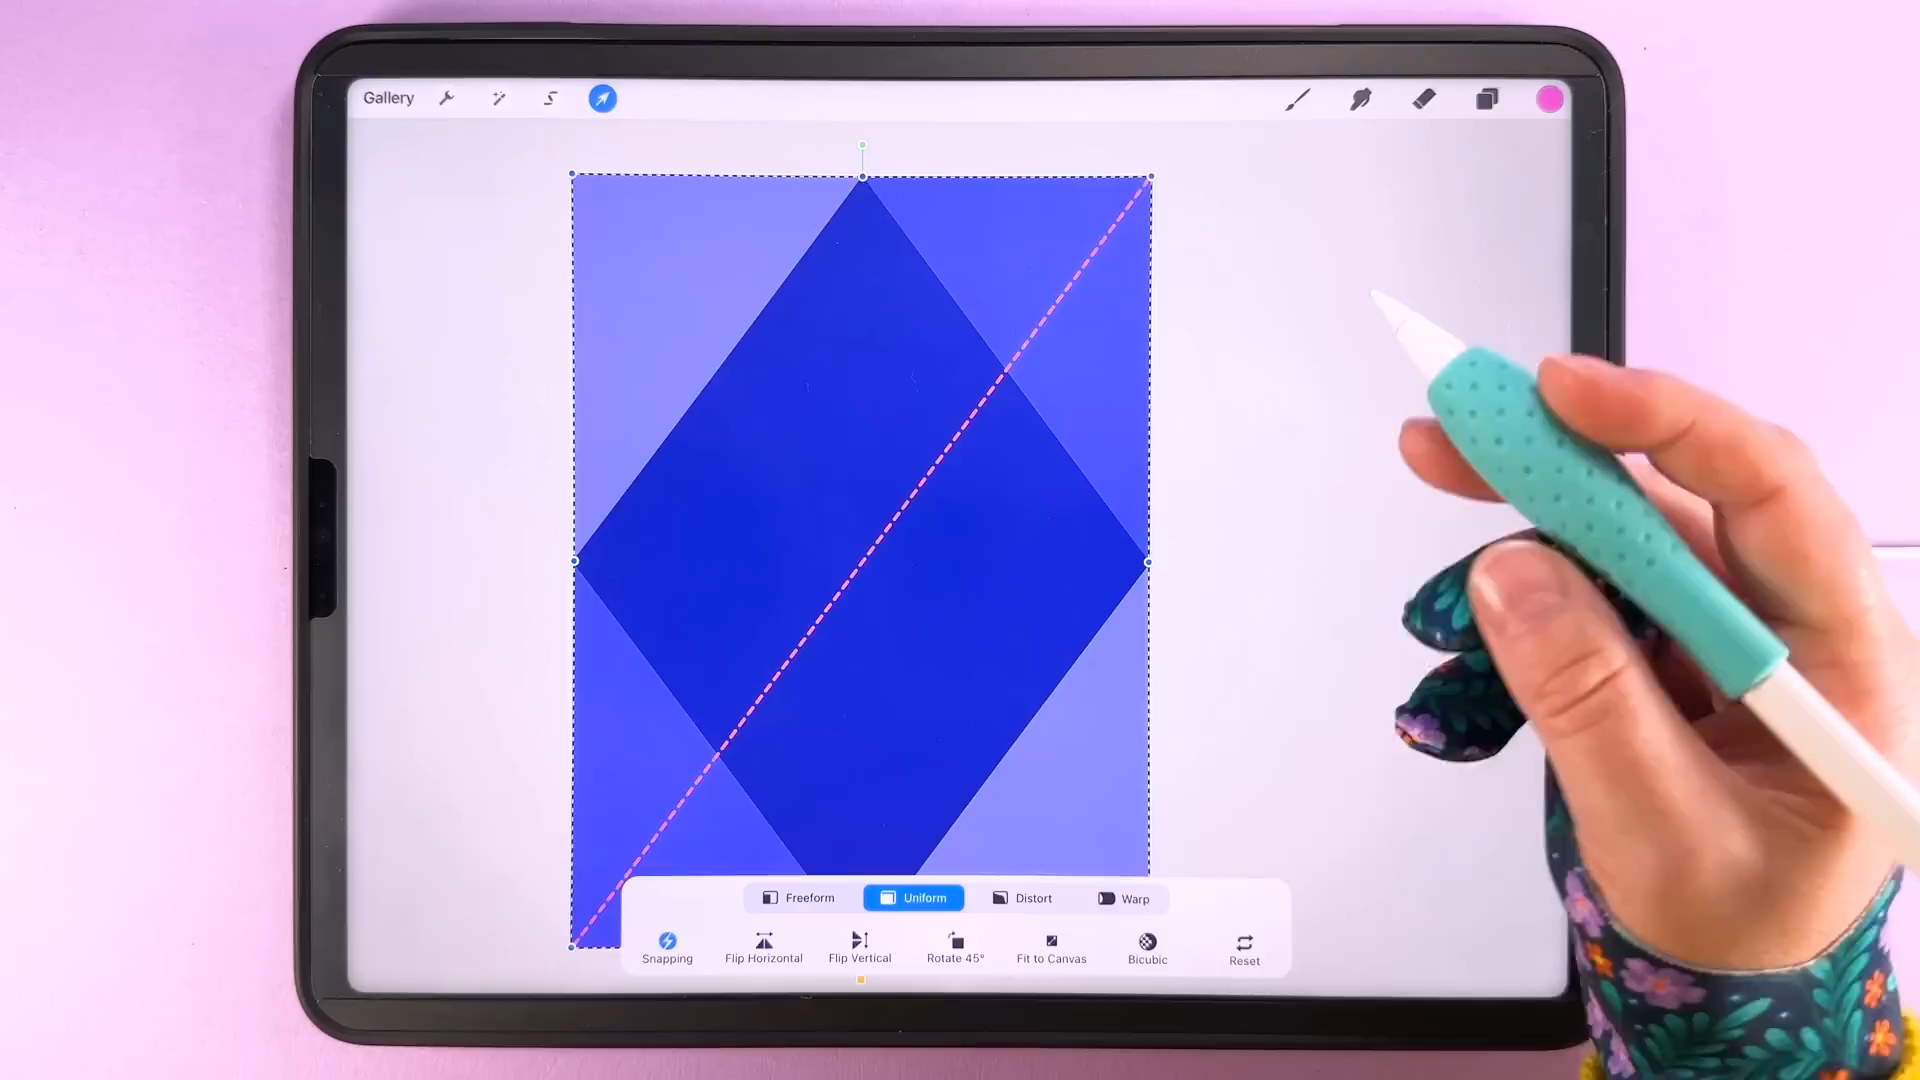 Gallery
Freeform Uniform Distort Warp
Snapping Flip Horizontal Flip Vertical Rotate 45° Fit to Canvas Bicubic Reset